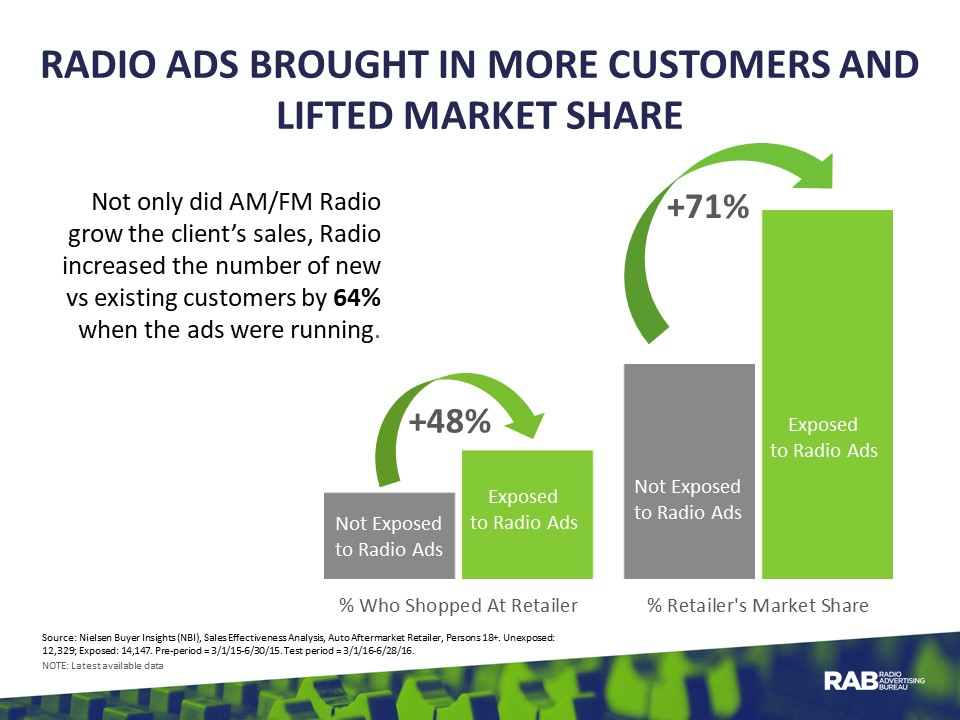 RADIO ADS BROUGHT IN MORE CUSTOMERS AND
LIFTED MARKET SHARE
Not only did AM/FM Radio
grow the client’s sales, Radio
increased the number of new
vs existing customers by 64%
when the ads were running.
+48%
Not Exposed
to Radio Ads
Exposed
to Radio Ads
% Who Shopped At Retailer
+71%
Not Exposed
to Radio Ads
Exposed
to Radio Ads
% Retailer's Market Share
Source: Nielsen Buyer Insights (NBI), Sales Effectiveness Analysis, Auto Aftermarket Retailer, Persons 18+. Unexposed:
12,329; Exposed: 14,147. Pre-period = 3/1/15-6/30/15. Test period = 3/1/16-6/28/16.
NOTE: Latest available data
RAB RADIO
ADVERTISING
BUREAU